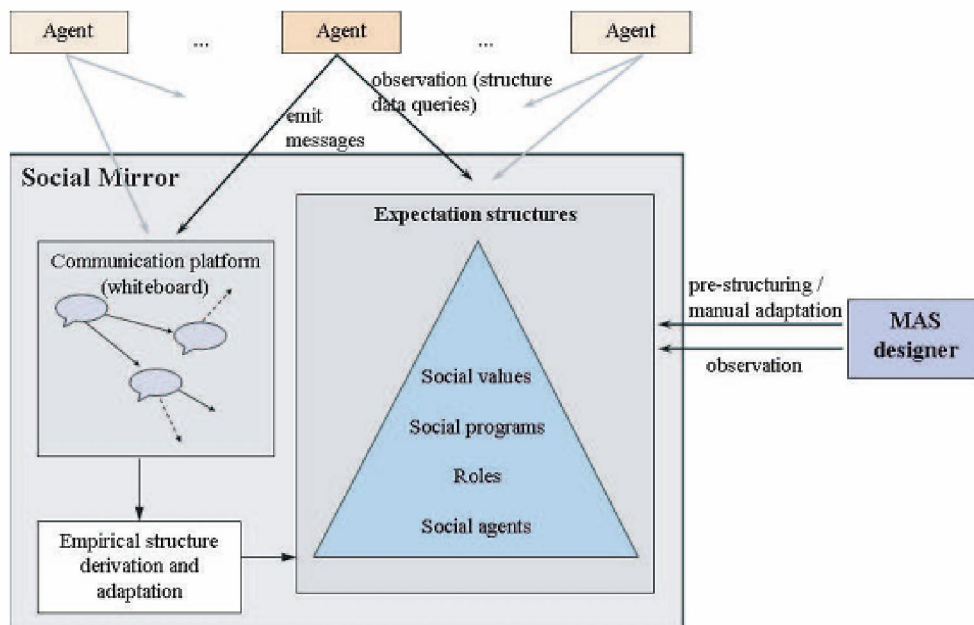 Agent
...
Agent
...
Agent
observation (structure
data queries)
emit
messages
Social Mirror
Expectation structures
Communication platform
(whiteboard)
pre-structuring /
manual adaptation
MAS
designer
observation
Social values
Social programs
Roles
Social agents
Empirical structure
derivation and
adaptation